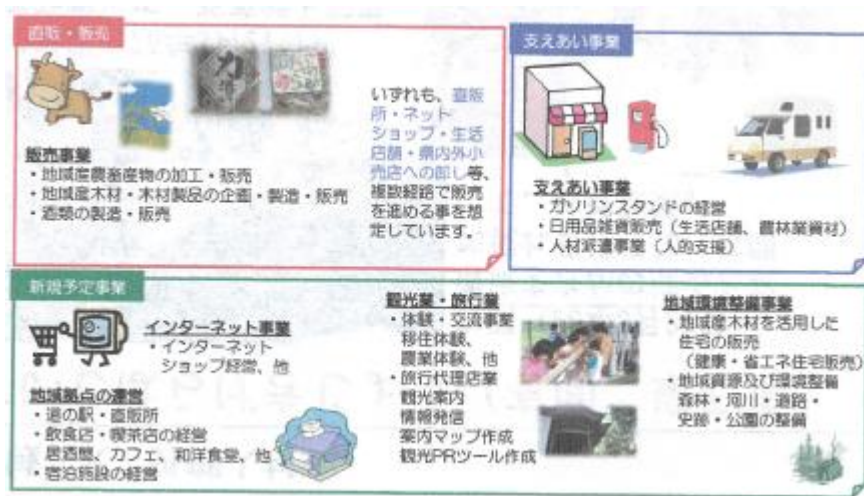 直販・販売
販売事業
・地域産農畜産物の加工・販売
・地域産木材・木材製品の企画・製造・販売
・酒類の製造・販売
いずれも、直販
所・ネット
ショップ・生活
店舗・県内外小
売店への卸し等、
複数経路で販売
を進める事を想
定しています。
支えあい事業
支えあい事業
・ガソリンスタンドの経営
・日用品雑貨販売（生活店舗、農林業資材）
・人材派遣事業（人的支援）
新規予定事業
インターネット事業
・インターネット
ショップ経営、他
地域拠点の運営
・道の駅・直販所
・飲食店・喫茶店の経営
居酒屋、カフェ、和洋食堂、他
・宿泊施設の経営
観光業・旅行業
・体験・交流事業
移住体験、
農業体験、他
・旅行代理店業
観光案内
情報発信
案内マップ作成
観光PRツール作成
地域環境整備事業
・地域産木材を活用した
住宅の販売
（健康・省エネ住宅販売）
・地域資源及び環境整備
森林・河川・道路・
史跡・公園の整備